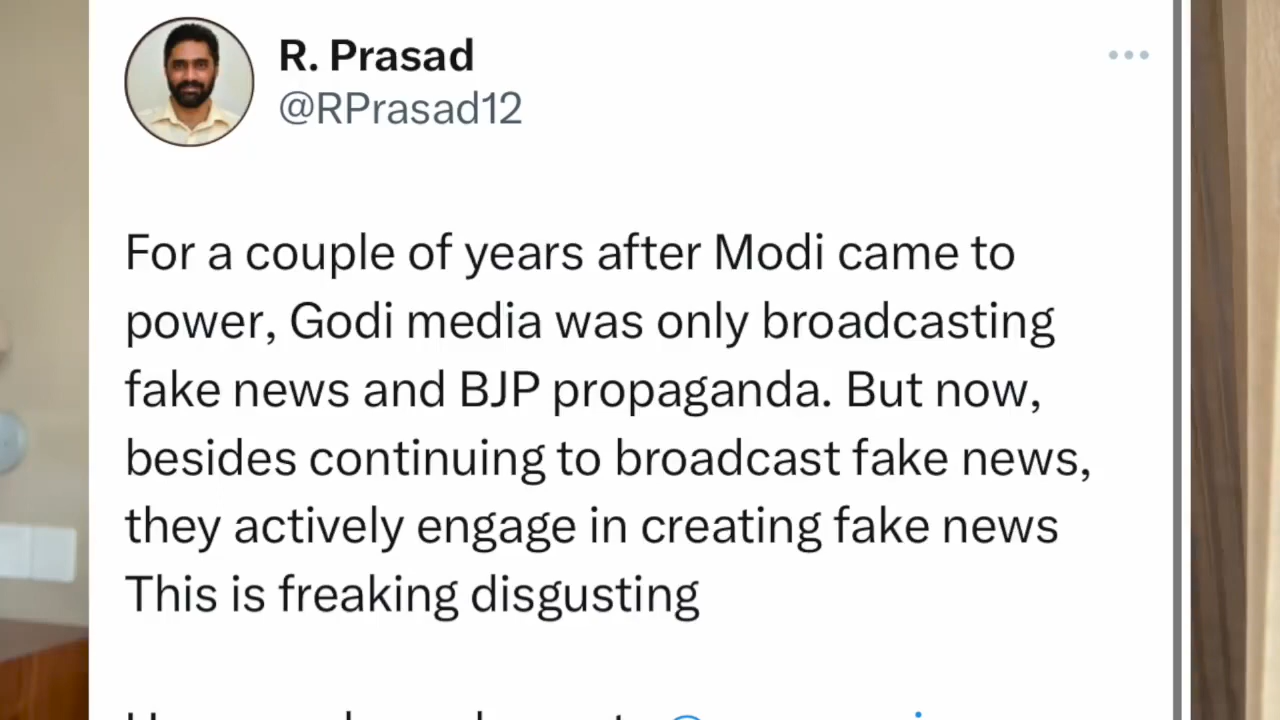 R. Prasad
@RPrasad12
For a couple of years after Modi came to
power, Godi media was only broadcasting
fake news and BJP propaganda. But now,
besides continuing to broadcast fake news,
they actively engage in creating fake news
This is freaking disgusting